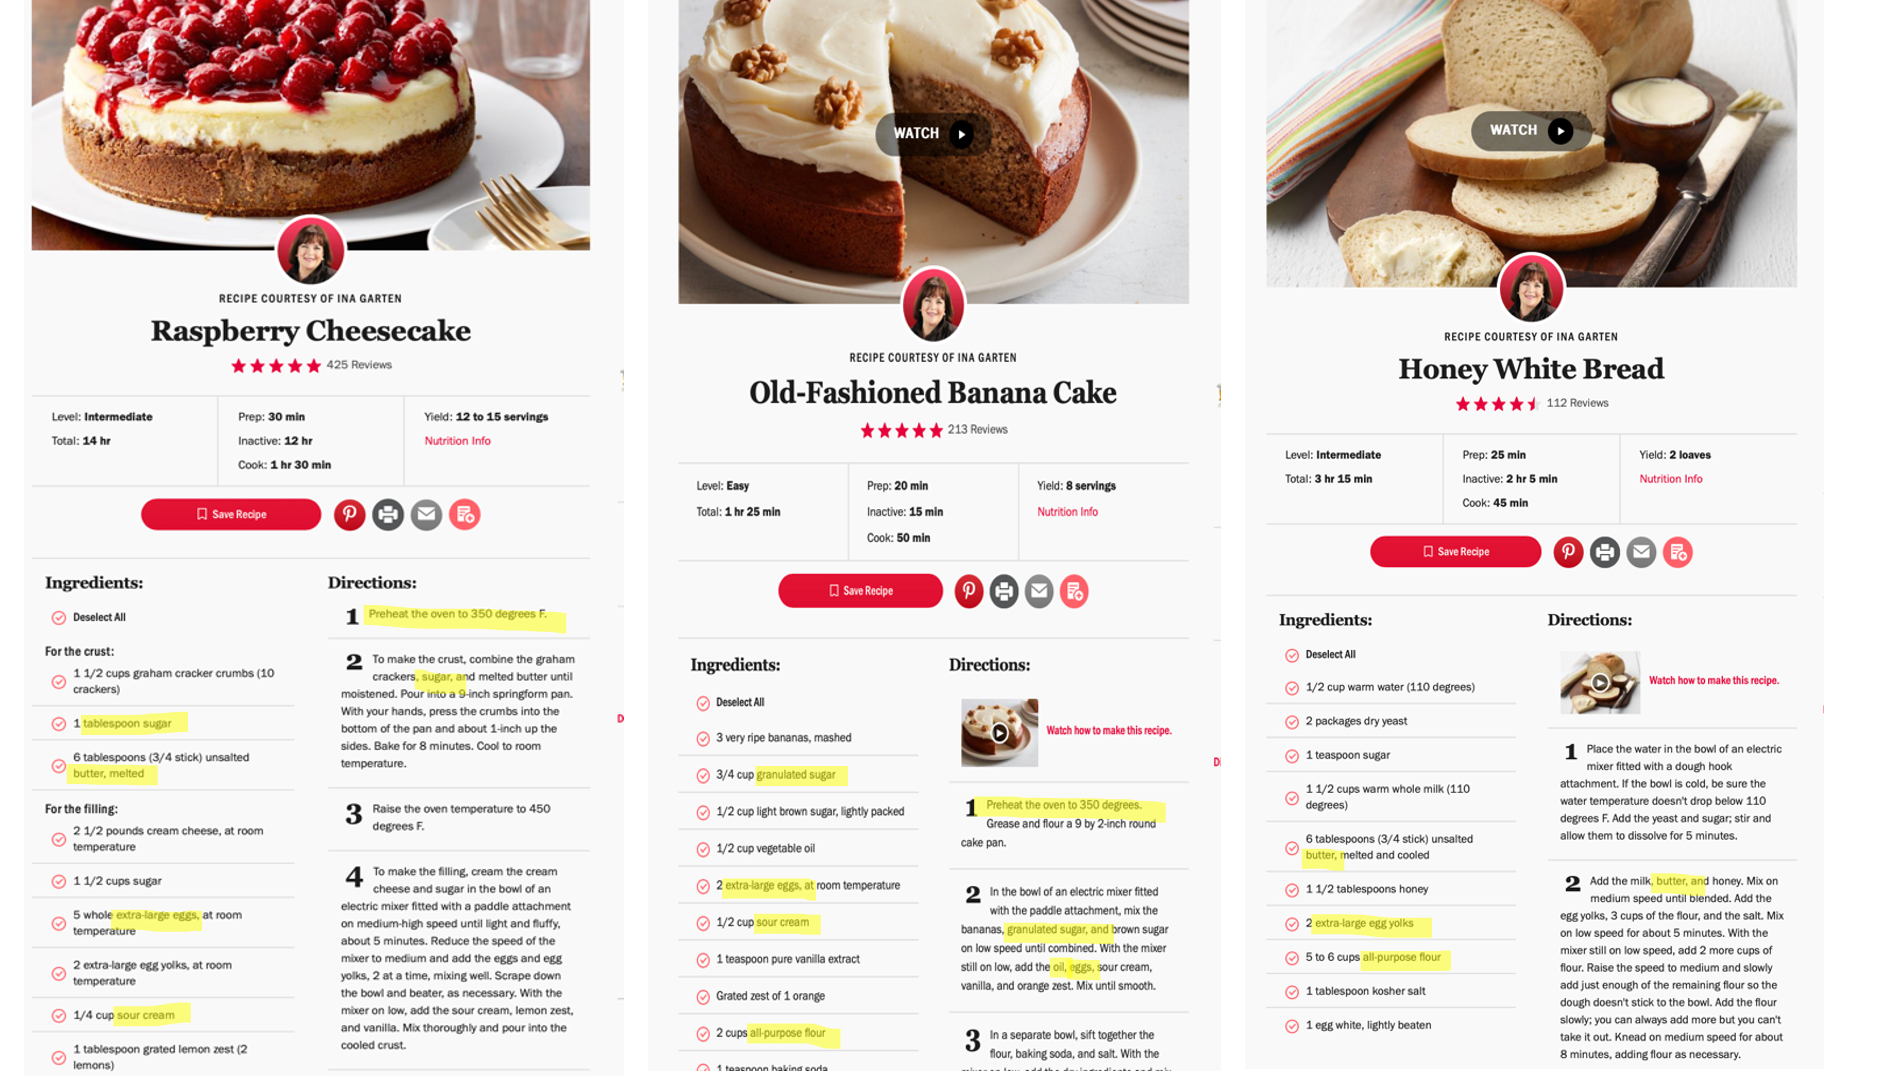 RECIPE COURTESY OF INA GARTEN
Raspberry Cheesecake
425 Reviews
Level: Intermediate
Total: 14 hr
Prep: 30 min
Inactive: 12 hr
Cook: 1 hr 30 min
Yield: 12 to 15 servings
Nutrition Info
Save Recipe
Ingredients:
Deselect All
For the crust:
1 1/2 cups graham cracker crumbs (10
crackers)
1 tablespoon sugar
6 tablespoons (3/4 stick) unsalted
butter, melted
For the filling:
2 1/2 pounds cream cheese, at room
temperature
1 1/2 cups sugar
5 whole extra-large eggs, at room
temperature
2 extra-large egg yolks, at room
temperature
1/4 cup sour cream
1 tablespoon grated lemon zest (2
lemons)
Directions:
1 Preheat the oven to 350 degrees F.
2 To make the crust, combine the graham
crackers, sugar, and melted butter until
moistened. Pour into a 9-inch springform pan.
With your hands, press the crumbs into the
bottom of the pan and about 1-inch up the
sides. Bake for 8 minutes. Cool to room
temperature.
3 Raise the oven temperature to 450
degrees F.
4 To make the filling, cream the cream
cheese and sugar in the bowl of an
electric mixer fitted with a paddle attachment
on medium-high speed until light and fluffy,
about 5 minutes. Reduce the speed of the
mixer to medium and add the eggs and egg
yolks, 2 at a time, mixing well. Scrape down
the bowl and beater, as necessary. With the
mixer on low, add the sour cream, lemon zest,
and vanilla. Mix thoroughly and pour into the
cooled crust.
WATCH
RECIPE COURTESY OF INA GARTEN
Old-Fashioned Banana Cake
213 Reviews
Level: Easy
Total: 1 hr 25 min
Prep: 20 min
Inactive: 15 min
Cook: 50 min
Yield: 8 servings
Nutrition Info
Save Recipe
Ingredients:
Deselect All
3 very ripe bananas, mashed
3/4 cup granulated sugar
1/2 cup light brown sugar, lightly packed
1/2 cup vegetable oil
2 extra-large eggs, at room temperature
1/2 cup sour cream
1 teaspoon pure vanilla extract
Grated zest of 1 orange
2 cups all-purpose flour
1 teaspoon baking soda
Directions:
Watch how to make this recipe.
1 Preheat the oven to 350 degrees.
Grease and flour a 9 by 2-inch round
cake pan.
2 In the bowl of an electric mixer fitted
with the paddle attachment, mix the
bananas, granulated sugar, and brown sugar
on low speed until combined. With the mixer
still on low, add the oil, eggs, sour cream,
vanilla, and orange zest. Mix until smooth.
3 In a separate bowl, sift together the
flour, baking soda, and salt. With the
mixer on low, add the dry ingredients and mix
WATCH
RECIPE COURTESY OF INA GARTEN
Honey White Bread
112 Reviews
Level: Intermediate
Total: 3 hr 15 min
Prep: 25 min
Inactive: 2 hr 5 min
Cook: 45 min
Yield: 2 loaves
Nutrition Info
Save Recipe
Ingredients:
Deselect All
1/2 cup warm water (110 degrees)
2 packages dry yeast
1 teaspoon sugar
1 1/2 cups warm whole milk (110
degrees)
6 tablespoons (3/4 stick) unsalted
butter, melted and cooled
1 1/2 tablespoons honey
2 extra-large egg yolks
5 to 6 cups all-purpose flour
1 tablespoon kosher salt
1 egg white, lightly beaten
Directions:
Watch how to make this recipe.
1 Place the water in the bowl of an electric
mixer fitted with a dough hook
attachment. If the bowl is cold, be sure the
water temperature doesn't drop below 110
degrees F. Add the yeast and sugar; stir and
allow them to dissolve for 5 minutes.
2 Add the milk, butter, and honey. Mix on
medium speed until blended. Add the
egg yolks, 3 cups of the flour, and the salt. Mix
on low speed for about 5 minutes. With the
mixer still on low speed, add 2 more cups of
flour. Raise the speed to medium and slowly
add just enough of the remaining flour so the
dough doesn't stick to the bowl. Add the flour
slowly; you can always add more but you can't
take it out. Knead on medium speed for about
8 minutes, adding flour as necessary.